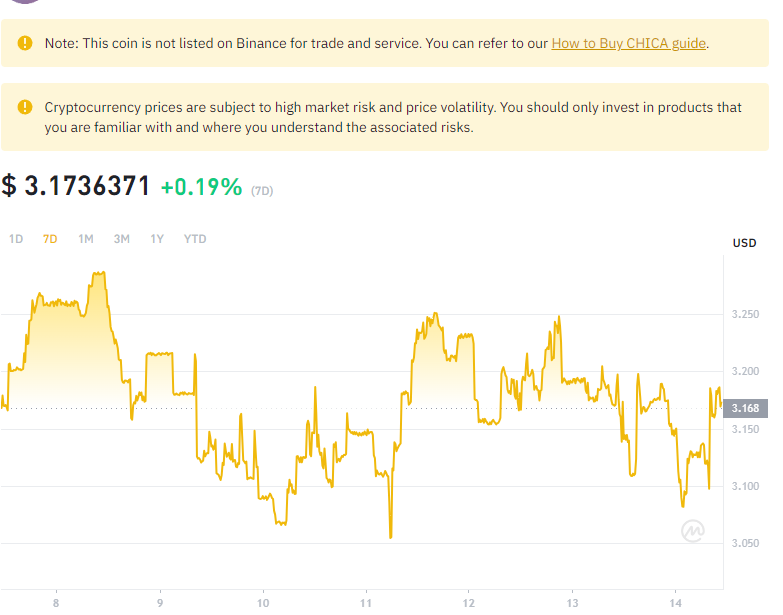 Note: This coin is not listed on Binance for trade and service. You can refer to our How to Buy CHICA guide.
Cryptocurrency prices are subject to high market risk and price volatility. You should only invest in products that
you are familiar with and where you understand the associated risks.
$ 3.1736371 +0.19% (7D)
1D 7D 1M 3M 1Y YTD
USD
3.250
3.200
3.168
3.150
3.100
3.050
8 9 10 11 12 13 14